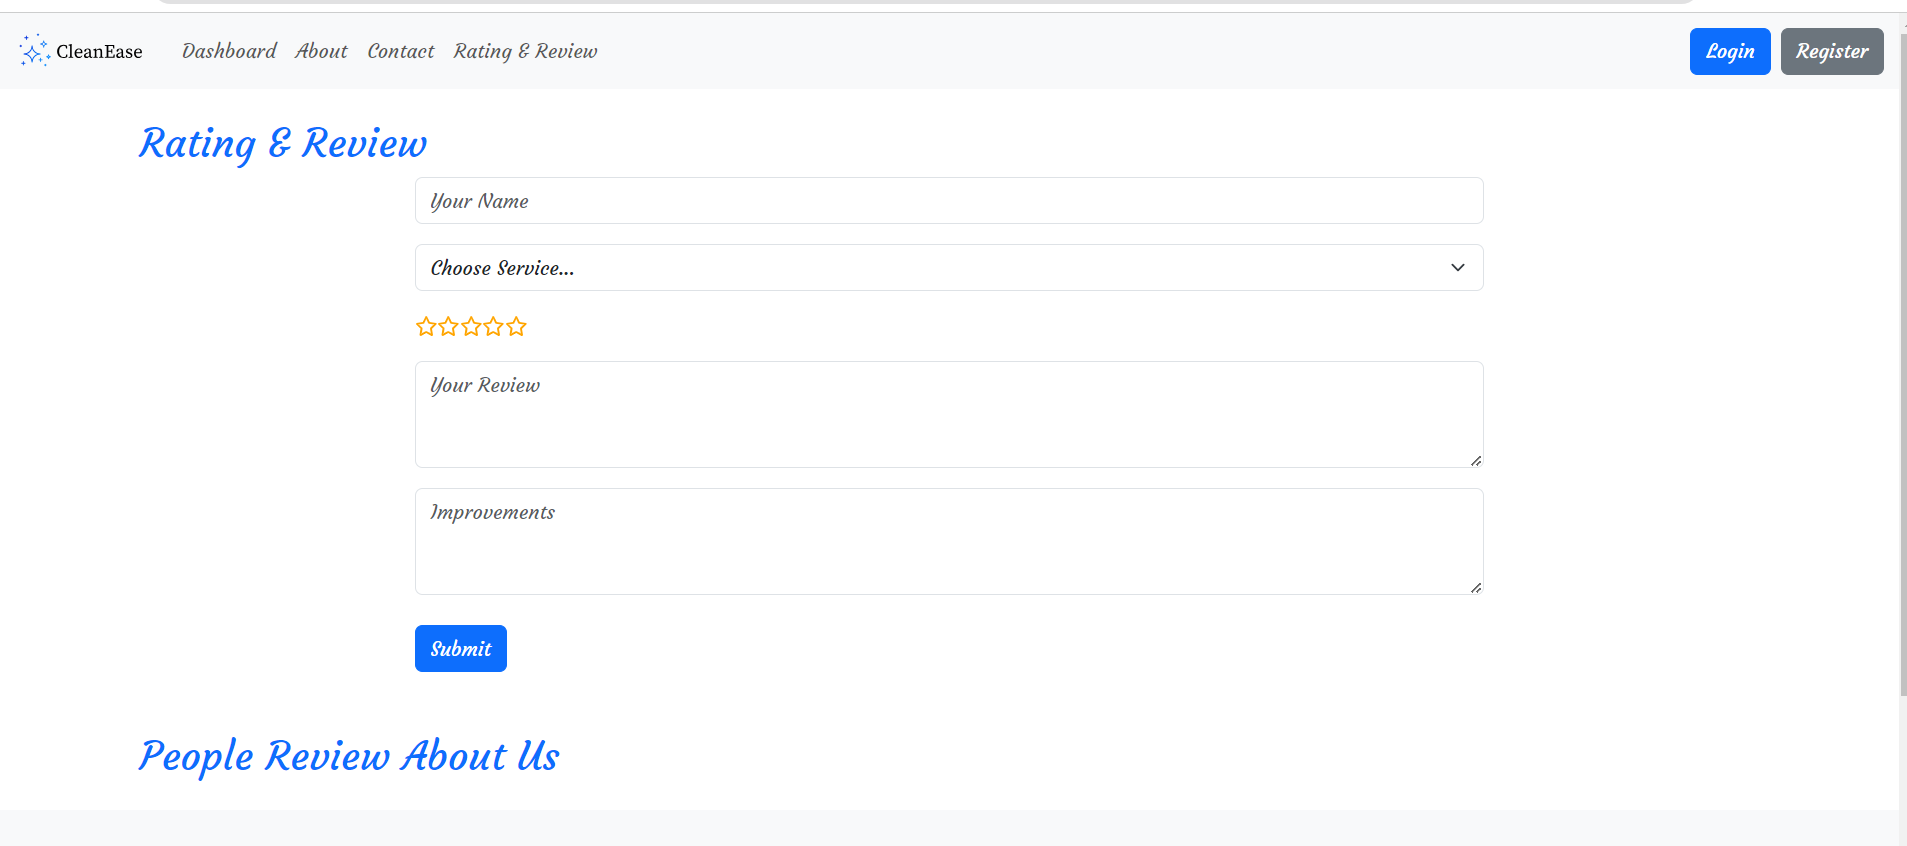 CleanEase Dashboard About Contact Rating & Review Login Register
Rating & Review
Your Name
Choose Service...
Your Review
Improvements
Submit
People Review About Us